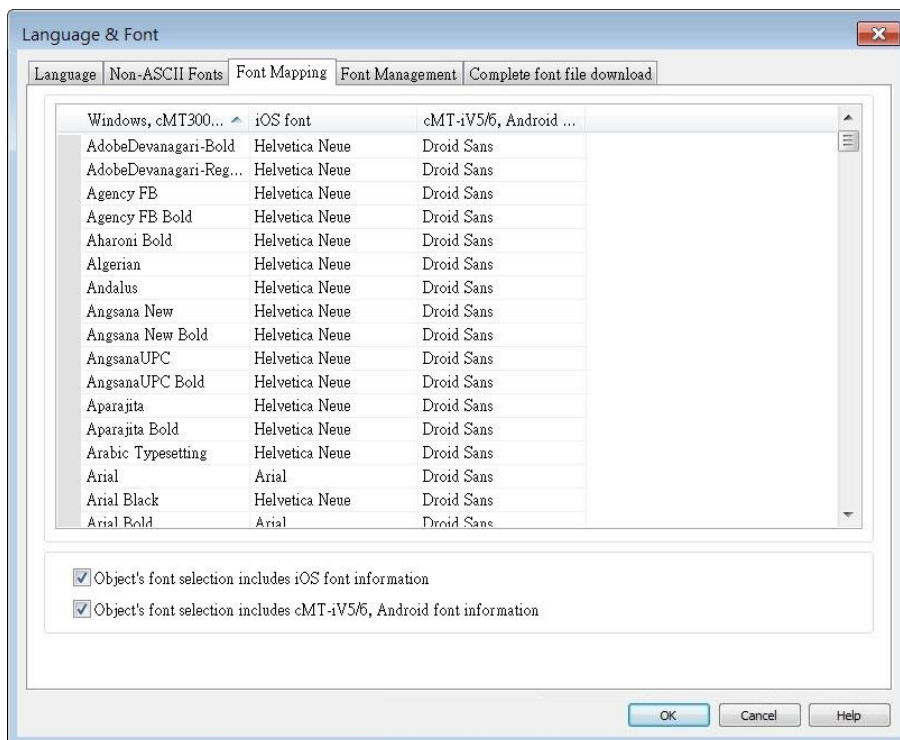 Language & Font
Language Non-ASCII Fonts Font Mapping Font Management Complete font file download
Windows, cMT300... iOS font cMT-iV5/6, Android ...
AdobeDevanagari-Bold Helvetica Neue Droid Sans
AdobeDevanagari-Reg... Helvetica Neue Droid Sans
Agency FB Helvetica Neue Droid Sans
Agency FB Bold Helvetica Neue Droid Sans
Aharoni Bold Helvetica Neue Droid Sans
Algerian Helvetica Neue Droid Sans
Andalus Helvetica Neue Droid Sans
Angsana New Helvetica Neue Droid Sans
Angsana New Bold Helvetica Neue Droid Sans
AngsanaUPC Helvetica Neue Droid Sans
AngsanaUPC Bold Helvetica Neue Droid Sans
Aparajita Helvetica Neue Droid Sans
Aparajita Bold Helvetica Neue Droid Sans
Arabic Typesetting Helvetica Neue Droid Sans
Arial Arial Droid Sans
Arial Black Helvetica Neue Droid Sans
Arial Bold Arial Droid Sans
Object's font selection includes iOS font information
Object's font selection includes cMT-iV5/6, Android font information
OK Cancel Help